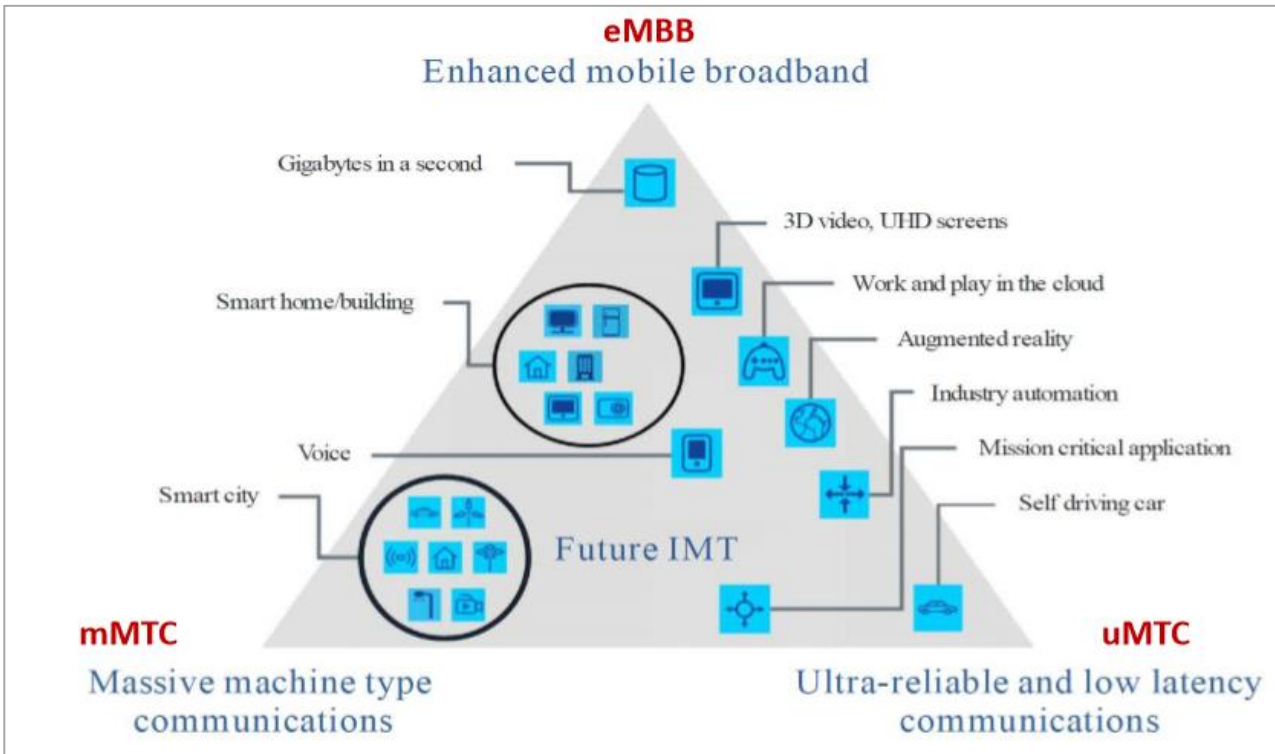 eMBB
Enhanced mobile broadband
Gigabytes in a second
3D video, UHD screens
Smart home/building
Work and play in the cloud
Augmented reality
Industry automation
Voice
Mission critical application
Smart city
Self driving car
Future IMT
mMTC
Massive machine type
communications
uMTC
Ultra-reliable and low latency
communications